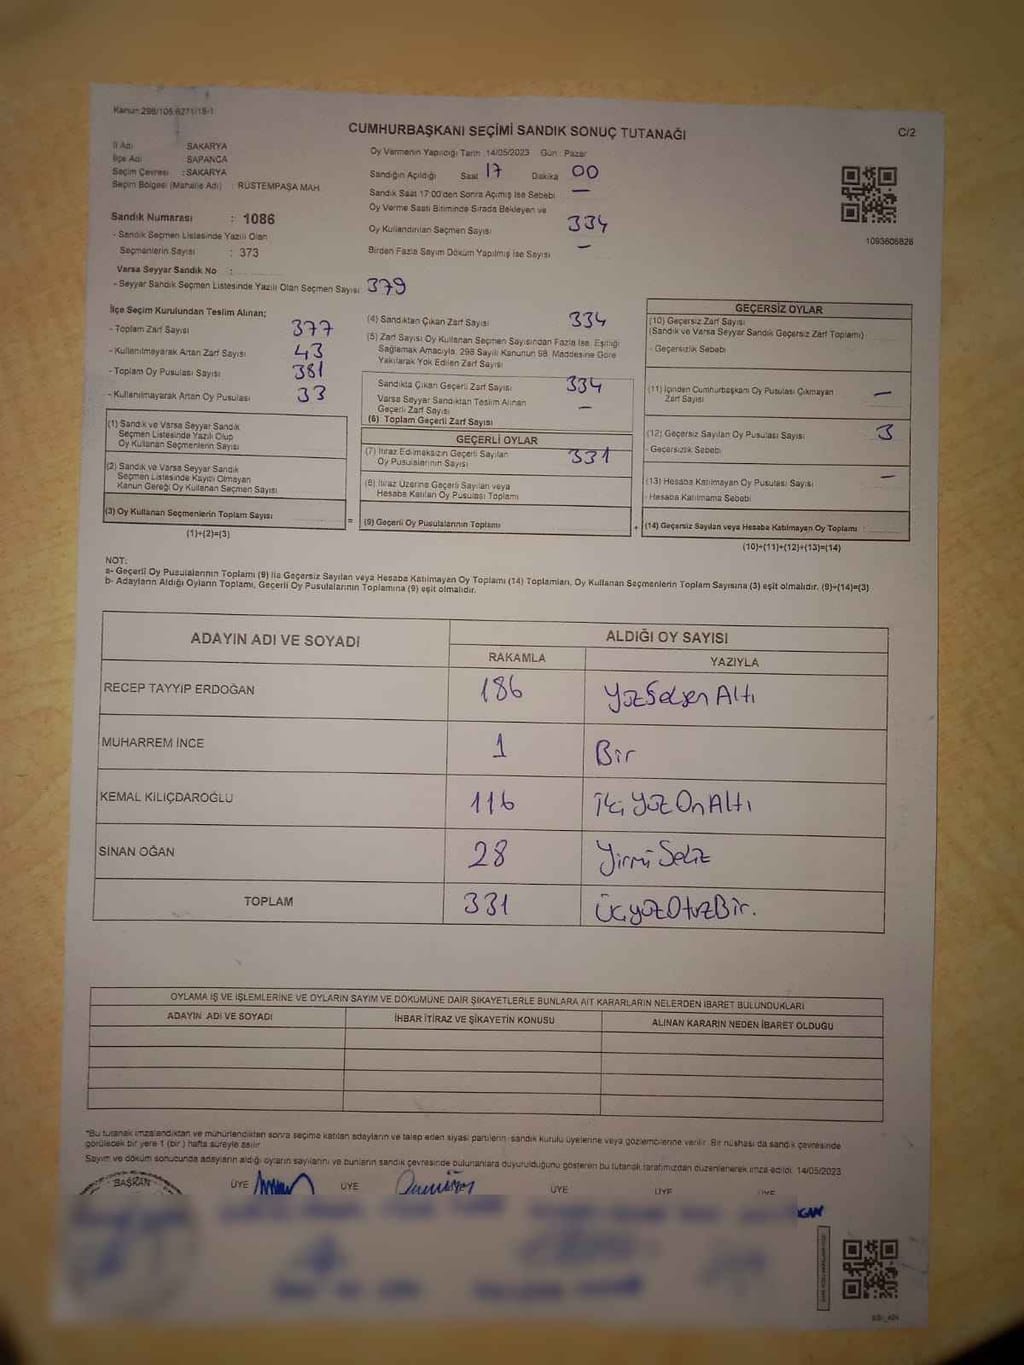 Kanun 298/105 6271/18-1
CUMHURBAŞKANI SEÇİMİ SANDIK SONUÇ TUTANAĞI
C/2
İl Adı SAKARYA
İlçe Adı SAPANCA
Seçim Çevresi : SAKARYA
Seçim Bölgesi (Mahalle Adı) : RÜSTEMPAŞA MAH.
Sandık Numarası : 1086
- Sandık Seçmen Listesinde Yazılı Olan
Seçmenlerin Sayısı : 373
Varsa Seyyar Sandık No :
- Seyyar Sandık Seçmen Listesinde Yazılı Olan Seçmen Sayısı 379
Oy Vermenin Yapıldığı Tarih :14/05/2023 Gün : Pazar
Sandığın Açıldığı Saat 17 Dakika 00
Sandık Saat 17:00'den Sonra Açımış İse Sebebi —
Oy Verme Saati Bitiminde Sırada Bekleyen ve
Oy Kullandırılan Seçmen Sayısı 334
Birden Fazla Sayım Döküm Yapılmış İse Sayısı —
1093606828
İlçe Seçim Kurulundan Teslim Alınan;
- Toplam Zarf Sayısı 377
- Kullanılmayarak Artan Zarf Sayısı 43
- Toplam Oy Pusulası Sayısı 381
- Kullanılmayarak Artan Oy Pusulası 33
(1) Sandık ve Varsa Seyyar Sandık
Seçmen Listesinde Yazılı Olup
Oy Kullanan Seçmenlerin Sayısı
(2) Sandık ve Varsa Seyyar Sandık
Seçmen Listesinde Kayıtlı Olmayan
Kanun Gereği Oy Kullanan Seçmen Sayısı
(3) Oy Kullanan Seçmenlerin Toplam Sayısı
(1)+(2)=(3)
(4) Sandıktan Çıkan Zarf Sayısı 334
(5) Zarf Sayısı Oy Kullanan Seçmen Sayısından Fazla İse, Eşitliği
Sağlamak Amacıyla, 298 Sayılı Kanunun 98. Maddesine Göre
Yakılarak Yok Edilen Zarf Sayısı
Sandıkta Çıkan Geçerli Zarf Sayısı 334
Varsa Seyyar Sandıktan Teslim Alınan
Geçerli Zarf Sayısı —
(6) Toplam Geçerli Zarf Sayısı
GEÇERLİ OYLAR
(7) İtiraz Edilmeksizin Geçerli Sayılan
Oy Pusulalarının Sayısı 331
(8) İtiraz Üzerine Geçerli Sayılan veya
Hesaba Katılan Oy Pusulası Toplamı
= (9) Geçerli Oy Pusulalarının Toplamı
GEÇERSİZ OYLAR
(10) Geçersiz Zarf Sayısı
(Sandık ve Varsa Seyyar Sandık Geçersiz Zarf Toplamı)
- Geçersizlik Sebebi
(11) İçinden Cumhurbaşkanı Oy Pusulası Çıkmayan
Zarf Sayısı —
(12) Geçersiz Sayılan Oy Pusulası Sayısı 3
- Geçersizlik Sebebi
(13) Hesaba Katılmayan Oy Pusulası Sayısı —
- Hesaba Katılmama Sebebi
+ (14) Geçersiz Sayılan veya Hesaba Katılmayan Oy Toplamı
(10)+(11)+(12)+(13)=(14)
NOT:
a- Geçerli Oy Pusulalarının Toplamı (9) ile Geçersiz Sayılan veya Hesaba Katılmayan Oy Toplamı (14) Toplamları, Oy Kullanan Seçmenlerin Toplam Sayısına (3) eşit olmalıdır. (9)+(14)=(3)
b- Adayların Aldığı Oyların Toplamı, Geçerli Oy Pusulalarının Toplamına (9) eşit olmalıdır.
ADAYIN ADI VE SOYADI
ALDIĞI OY SAYISI
RAKAMLA YAZIYLA
RECEP TAYYİP ERDOĞAN 186 YüzSeksen Altı
MUHARREM İNCE 1 Bir
KEMAL KILIÇDAROĞLU 116 İki Yüz On Altı
SİNAN OĞAN 28 Yirmi Sekiz
TOPLAM 331 ÜçyüzOtuzBir.
OYLAMA İŞ VE İŞLEMLERİNE VE OYLARIN SAYIM VE DÖKÜMÜNE DAİR ŞİKAYETLERLE BUNLARA AİT KARARLARIN NELERDEN İBARET BULUNDUKLARI
ADAYIN ADI VE SOYADI
İHBAR İTİRAZ VE ŞİKAYETİN KONUSU
ALINAN KARARIN NEDEN İBARET OLDUĞU
*Bu tutanak imzalandıktan ve mühürlendikten sonra seçime katılan adayların ve talep eden siyasi partilerin sandık kurulu üyelerine veya gözlemcilerine verilir. Bir nüshası da sandık çevresinde
görülecek bir yere 1 (bir) hafta süreyle asılır
Sayım ve döküm sonucunda adayların aldığı oyların sayılarını ve bunların sandık çevresinde bulunanlara duyurulduğunu gösteren bu tutanak tarafımızdan düzenlenerek imza edildi. 14/05/2023
BAŞKAN ÜYE ÜYE ÜYE ÜYE ÜYE